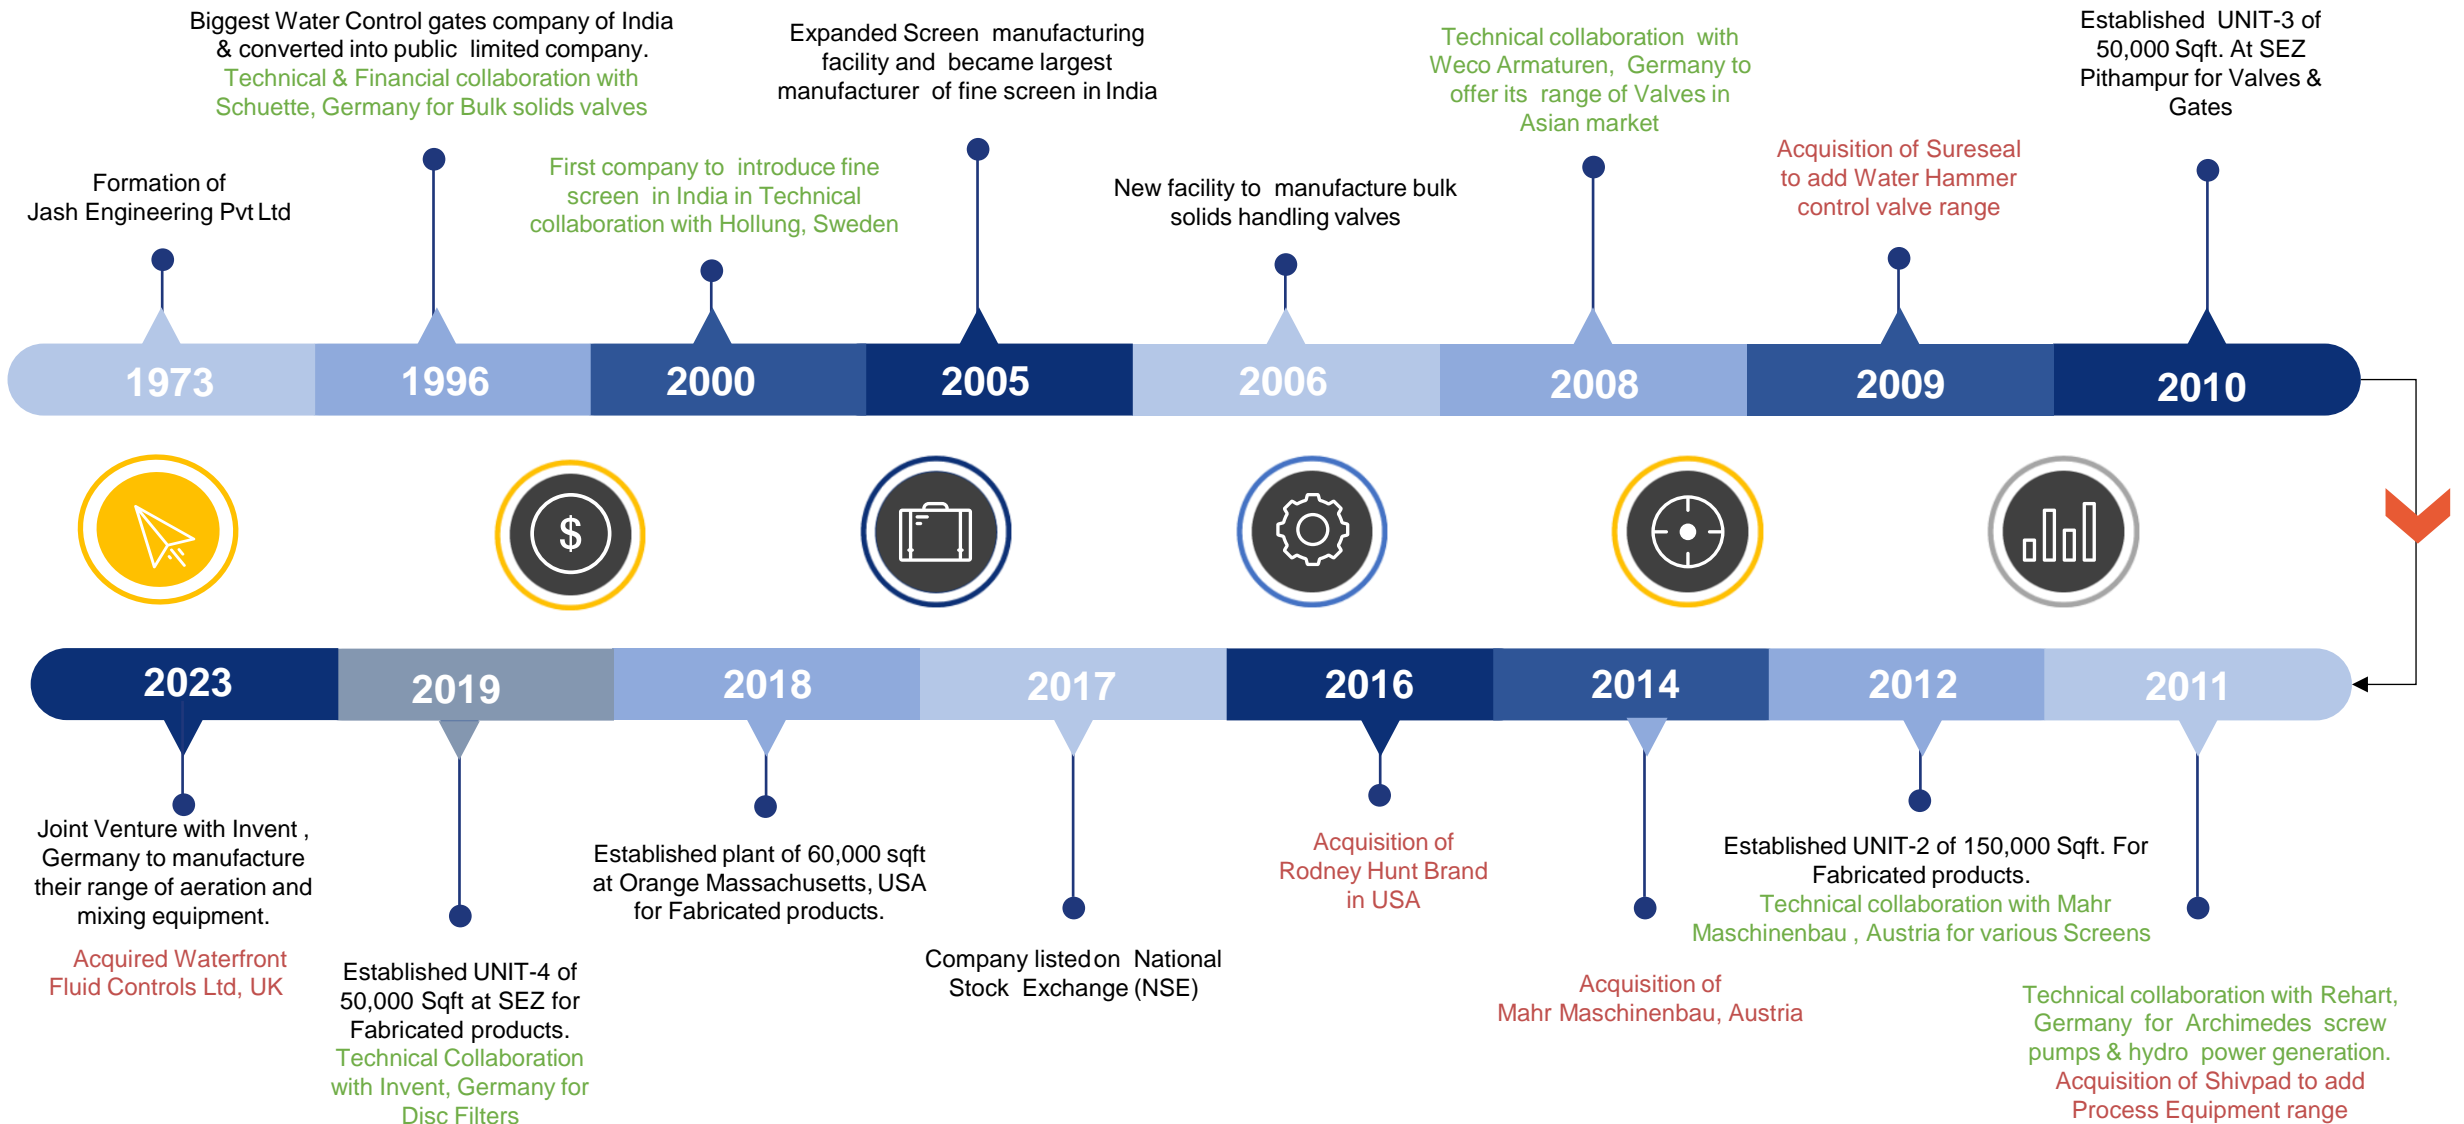 Biggest Water Control gates company of India
& converted into public limited company.
Technical & Financial collaboration with
Schuette, Germany for Bulk solids valves
Expanded Screen manufacturing
facility and became largest
manufacturer of fine screen in India
Technical collaboration with
Weco Armaturen, Germany to
offer its range of Valves in
Asian market
Established UNIT-3 of
50,000 Sqft. At SEZ
Pithampur for Valves &
Gates
Formation of
Jash Engineering Pvt Ltd
First company to introduce fine
screen in India in Technical
collaboration with Hollung, Sweden
New facility to manufacture bulk
solids handling valves
Acquisition of Sureseal
to add Water Hammer
control valve range
1973
1996
2000
2005
2006
2008
2009
2010
$
2023
2019
2018
2017
2016
2014
2012
2011
Joint Venture with Invent ,
Germany to manufacture
their range of aeration and
mixing equipment.
Acquired Waterfront
Fluid Controls Ltd, UK
Established UNIT-4 of
50,000 Sqft at SEZ for
Fabricated products.
Technical Collaboration
with Invent, Germany for
Disc Filters
Established plant of 60,000 sqft
at Orange Massachusetts, USA
for Fabricated products.
Company listed on National
Stock Exchange (NSE)
Acquisition of
Rodney Hunt Brand
in USA
Acquisition of
Mahr Maschinenbau, Austria
Established UNIT-2 of 150,000 Sqft. For
Fabricated products.
Technical collaboration with Mahr
Maschinenbau , Austria for various Screens
Technical collaboration with Rehart,
Germany for Archimedes screw
pumps & hydro power generation.
Acquisition of Shivpad to add
Process Equipment range